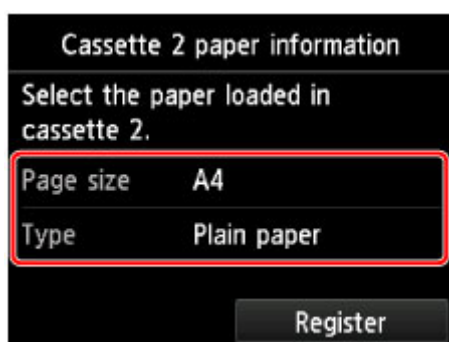 Cassette 2 paper information
Select the paper loaded in
cassette 2.
Page size A4
Type Plain paper
Register